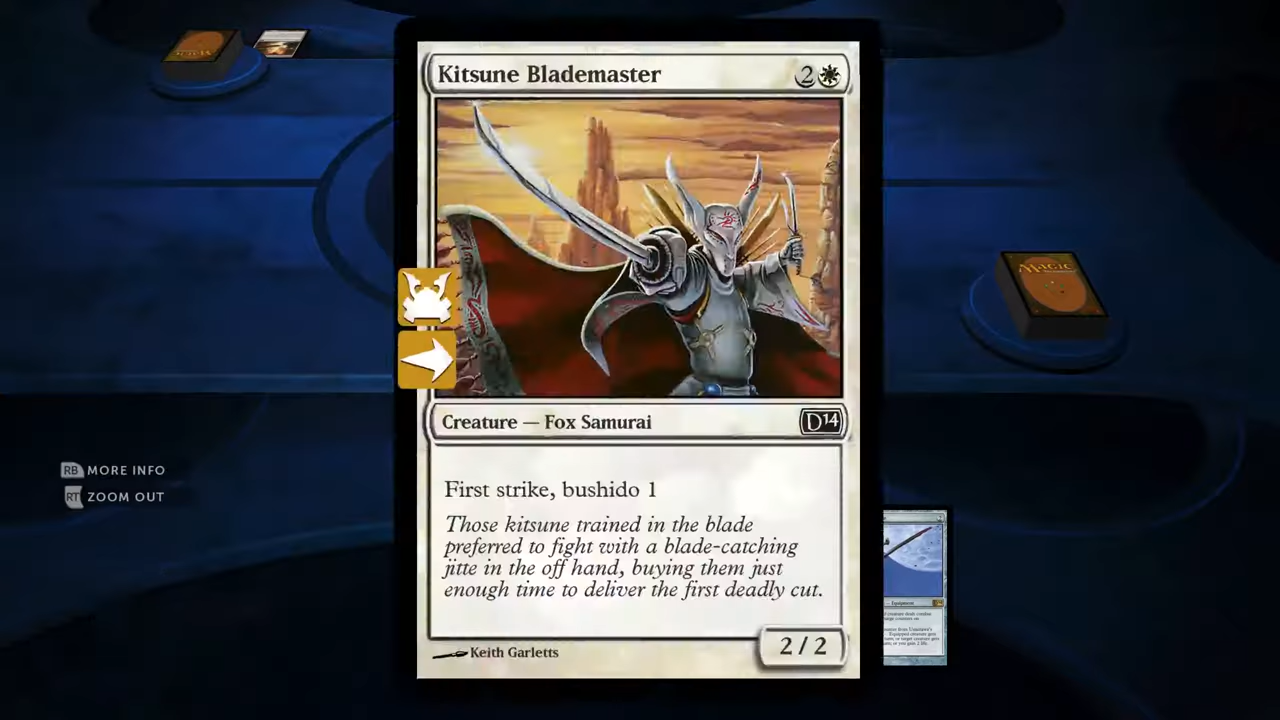 Kitsune Blademaster 2
Creature — Fox Samurai D14
First strike, bushido 1
Those kitsune trained in the blade
preferred to fight with a blade-catching
jitte in the off hand, buying them just
enough time to deliver the first deadly cut.
2 / 2
Keith Garletts
RB MORE INFO
RT ZOOM OUT
MAGIC
— Equipment